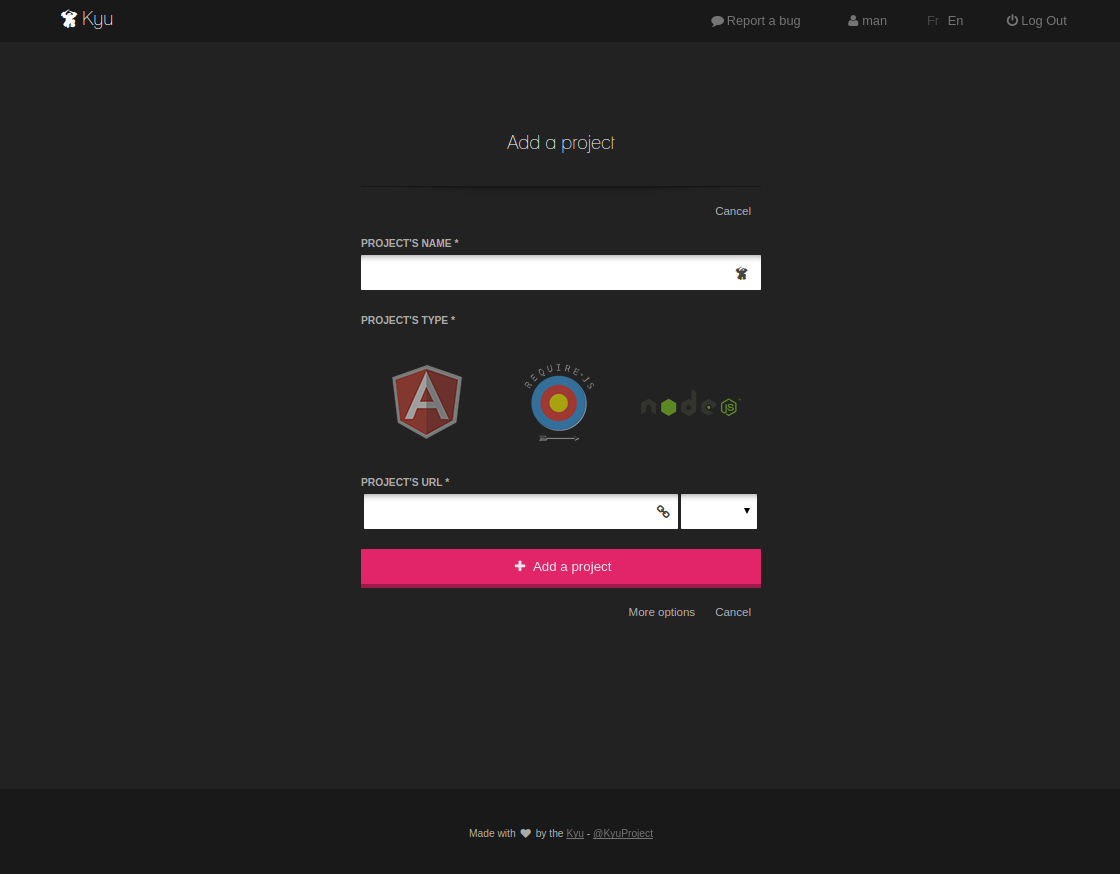 Kyu
Report a bug
man
Fr En
Log Out
Add a project
Cancel
PROJECT'S NAME *
PROJECT'S TYPE *
A
REQUIRE·JS
node JS
PROJECT'S URL *
Add a project
More options Cancel
Made with by the Kyu - @KyuProject